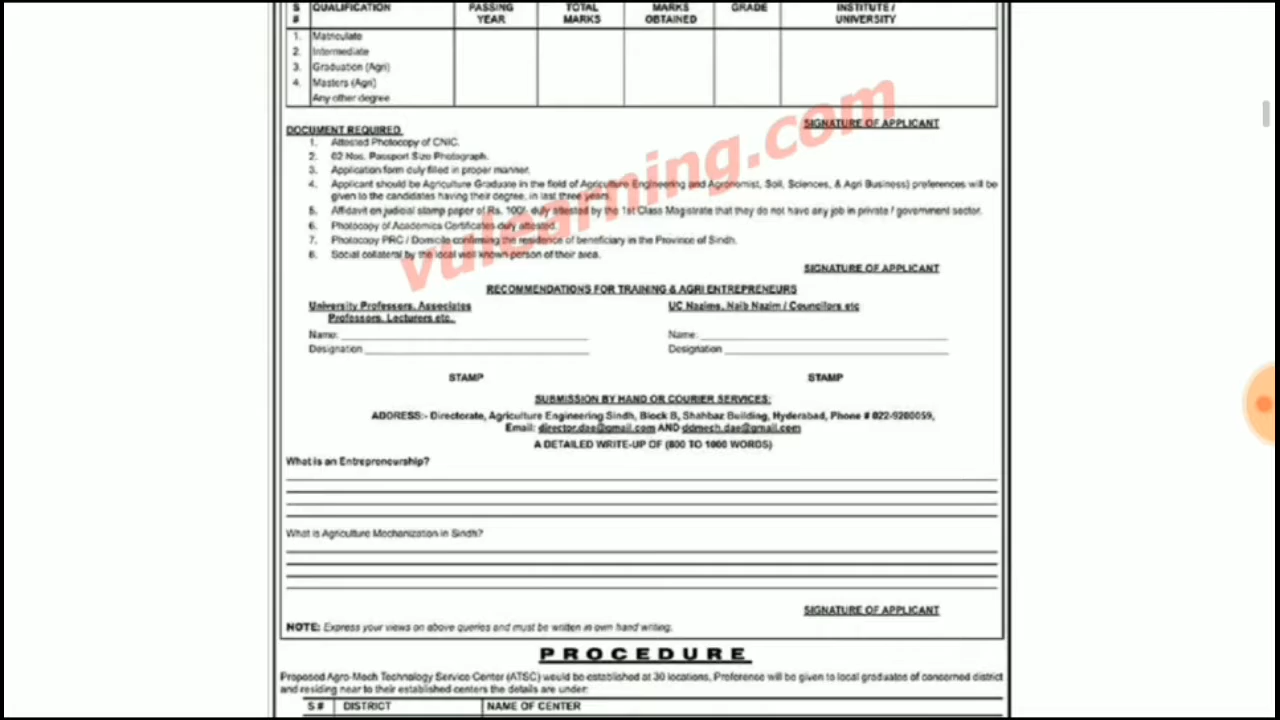 S # QUALIFICATION PASSING YEAR TOTAL MARKS MARKS OBTAINED GRADE INSTITUTE / UNIVERSITY
1. Matriculate
2. Intermediate
3. Graduation (Agri)
4. Masters (Agri)
Any other degree
SIGNATURE OF APPLICANT
DOCUMENT REQUIRED
1. Attested Photocopy of CNIC.
2. 02 Nos. Passport Size Photograph.
3. Application form duly filled in proper manner.
4. Applicant should be Agriculture Graduate in the field of Agriculture Engineering and Agronomist, Soil, Sciences, & Agri Business) preferences will be
given to the candidates having their degree, in last three years.
5. Affidavit on judicial stamp paper of Rs. 100/- duly attested by the 1st Class Magistrate that they do not have any job in private / government sector.
6. Photocopy of Academics Certificates duly attested.
7. Photocopy PRC / Domicile confirming the residence of beneficiary in the Province of Sindh.
8. Social collateral by the local well known person of their area.
vulearning.com
SIGNATURE OF APPLICANT
RECOMMENDATIONS FOR TRAINING & AGRI ENTREPRENEURS
University Professors, Associates UC Nazims, Naib Nazim / Councilors etc
Professors, Lecturers etc.
Name: Name:
Designation Designation
STAMP STAMP
SUBMISSION BY HAND OR COURIER SERVICES:
ADDRESS:- Directorate, Agriculture Engineering Sindh, Block B, Shahbaz Building, Hyderabad, Phone # 022-9200059,
Email: director.dae@gmail.com AND ddmech.dae@gmail.com
A DETAILED WRITE-UP OF (800 TO 1000 WORDS)
What is an Entrepreneurship?
What is Agriculture Mechanization in Sindh?
SIGNATURE OF APPLICANT
NOTE: Express your views on above queries and must be written in own hand writing.
PROCEDURE
Proposed Agro-Mech Technology Service Center (ATSC) would be established at 30 locations, Preference will be given to local graduates of concerned district
and residing near to their established centers the details are under:
S # DISTRICT NAME OF CENTER